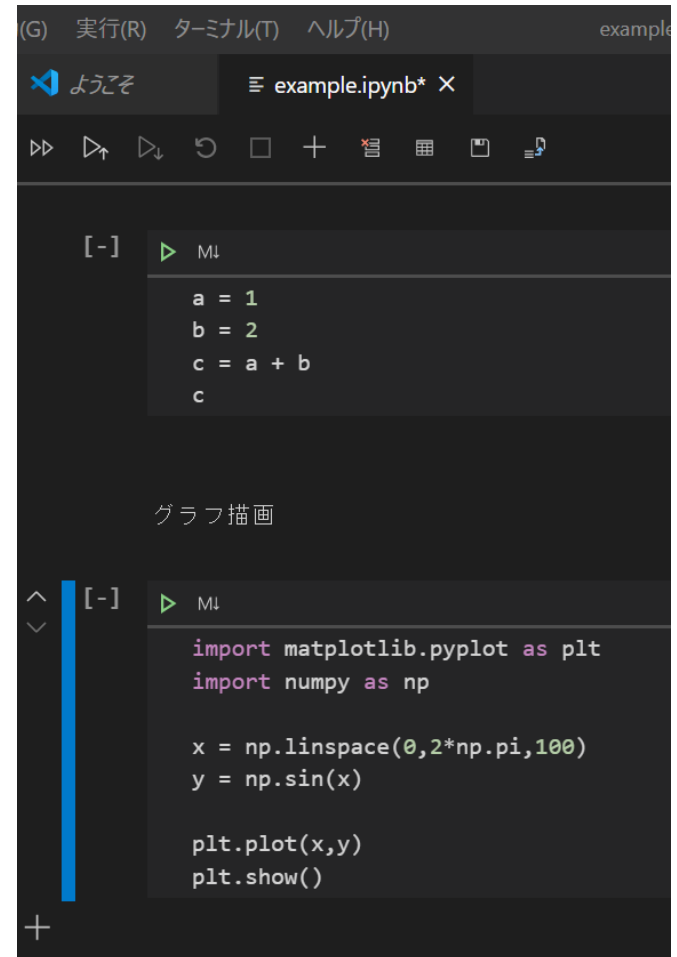 (G) 実行(R) ターミナル(T) ヘルプ(H) example
ようこそ example.ipynb*
[-] M↓
a = 1
b = 2
c = a + b
c
グラフ描画
[-] M↓
import matplotlib.pyplot as plt
import numpy as np
x = np.linspace(0,2*np.pi,100)
y = np.sin(x)
plt.plot(x,y)
plt.show()